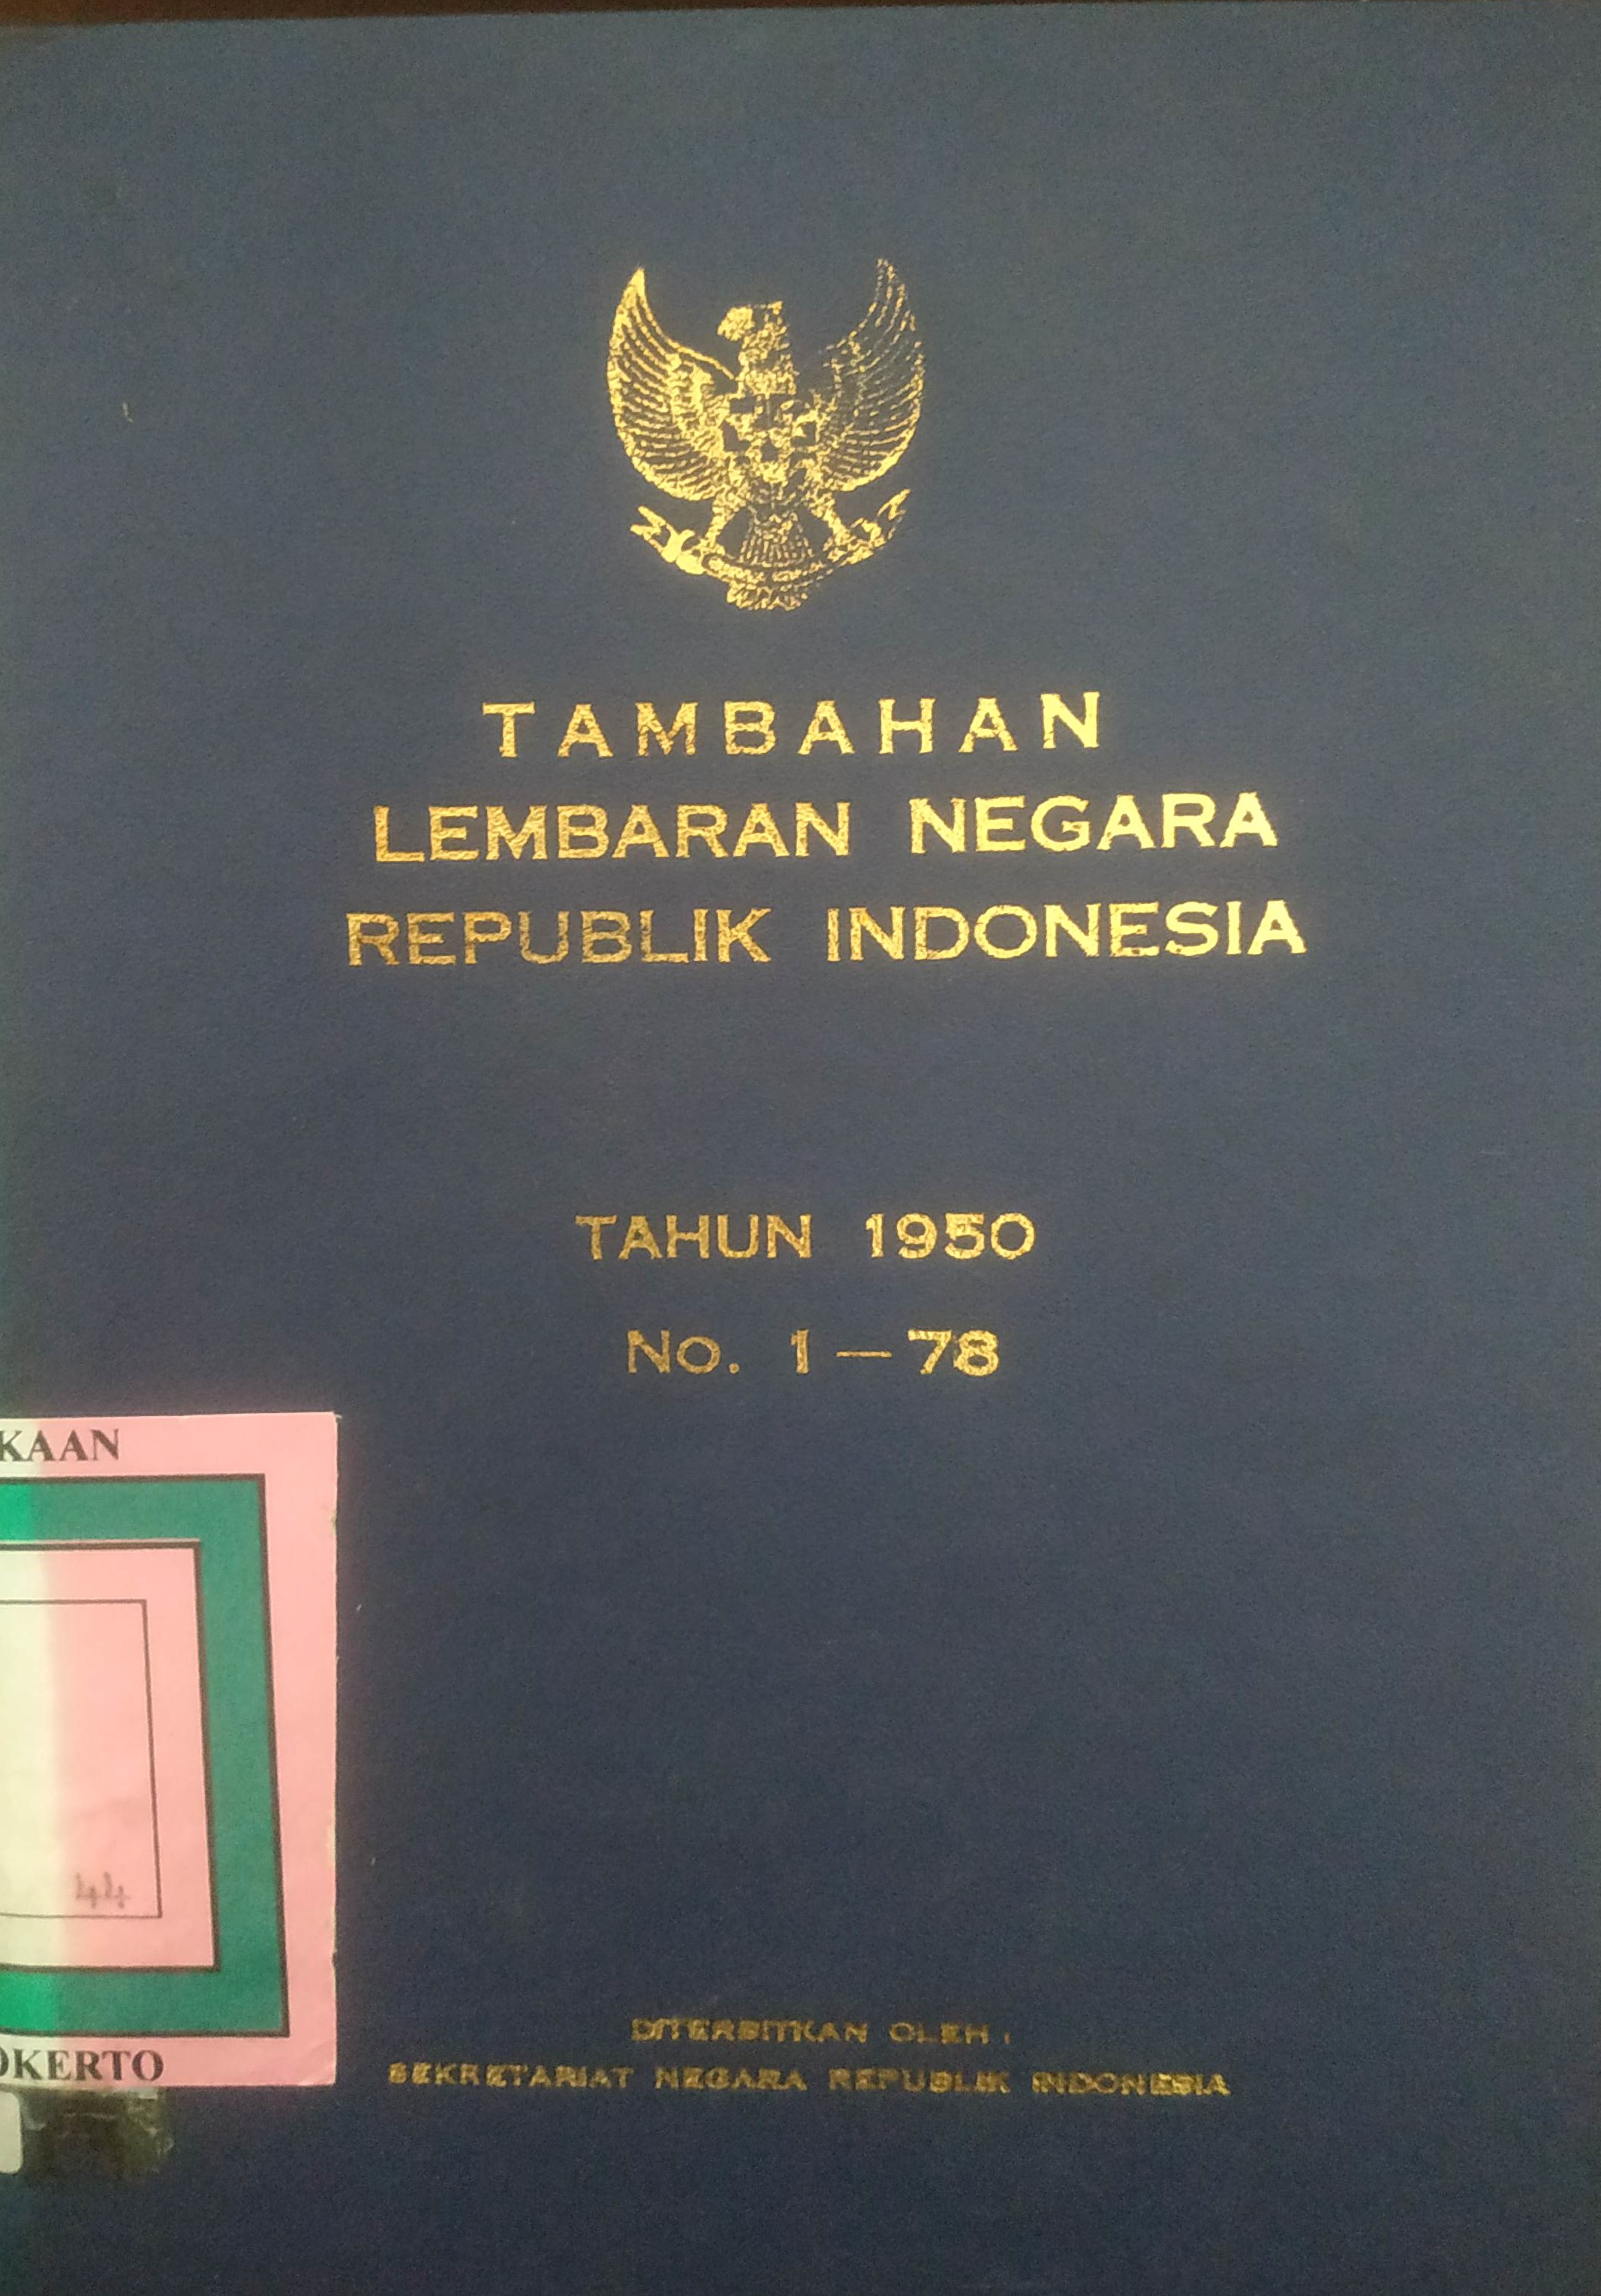 TAMBAHAN
LEMBARAN NEGARA
REPUBLIK INDONESIA
TAHUN 1950
No. 1 — 78
KAAN
44
OKERTO
DITERBITKAN OLEH :
SEKRETARIAT NEGARA REPUBLIK INDONESIA